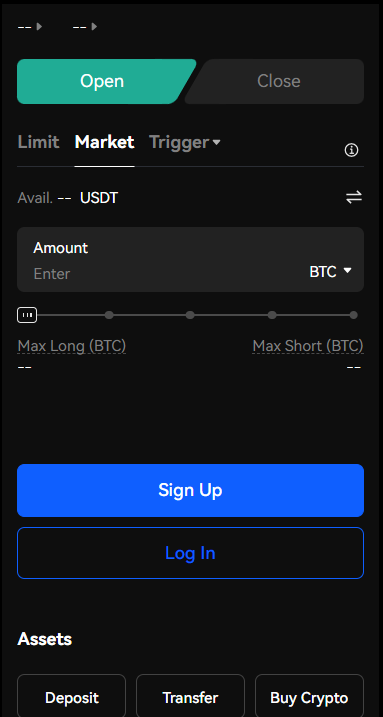 -- --
Open Close
Limit Market Trigger
Avail. -- USDT
Amount
Enter BTC
Max Long (BTC) Max Short (BTC)
-- --
Sign Up
Log In
Assets
Deposit Transfer Buy Crypto